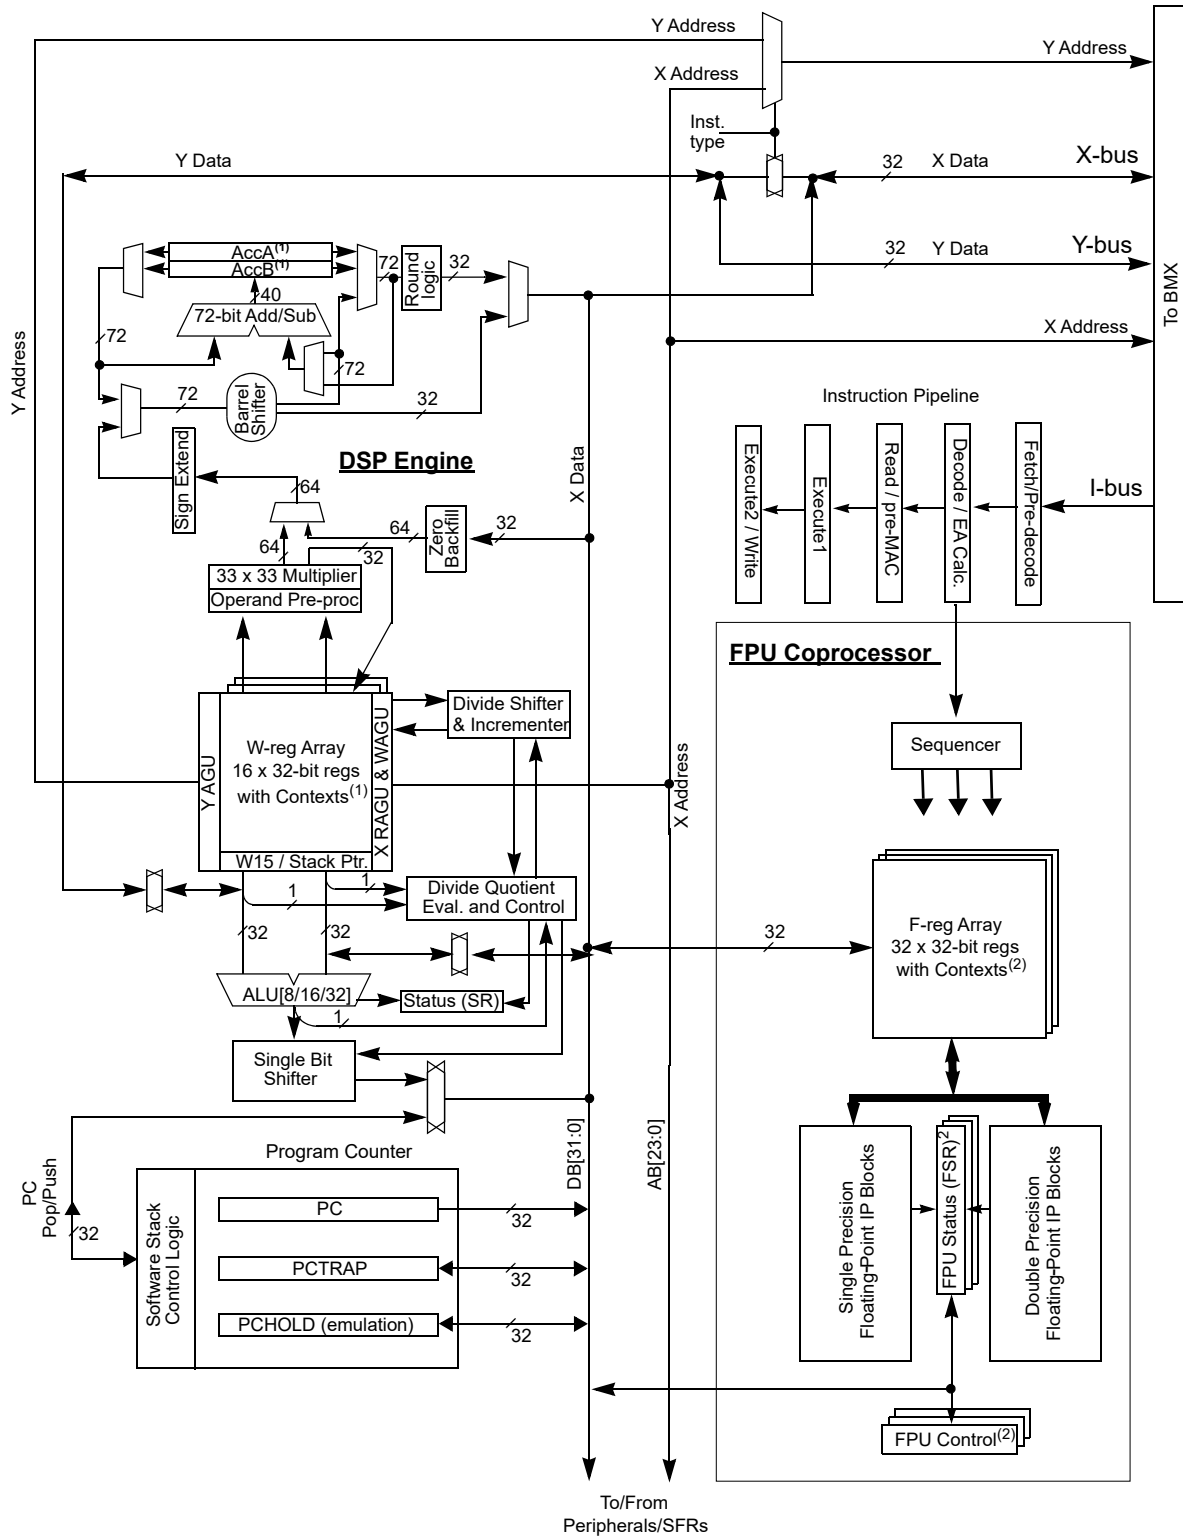 Y Address
Y Address
X Address
Inst.
type
Y Data
32
X Data
X-bus
32
Y Data
Y-bus
To BMX
AccA(1)
AccB(1)
72
Round
logic
32
40
72-bit Add/Sub
72
72
X Address
Y Address
72
Barrel
Shifter
32
Instruction Pipeline
DSP Engine
Sign Extend
64
X Data
Execute2 / Write
Execute1
Read / pre-MAC
Decode / EA Calc.
Fetch/Pre-decode
I-bus
64
32
64
Zero
Backfill
32
33 x 33 Multiplier
Operand Pre-proc
FPU Coprocessor
Y AGU
W-reg Array
16 x 32-bit regs
with Contexts(1)
X RAGU & WAGU
Divide Shifter
& Incrementer
Sequencer
X Address
W15 / Stack Ptr.
1
1
Divide Quotient
Eval. and Control
32
32
32
F-reg Array
32 x 32-bit regs
with Contexts(2)
ALU[8/16/32]
Status (SR)
1
Single Bit
Shifter
DB[31:0]
AB[23:0]
Program Counter
PC
Pop/Push
32
Software Stack
Control Logic
PC
32
PCTRAP
32
PCHOLD (emulation)
32
Single Precision
Floating-Point IP Blocks
FPU Status (FSR)2
Double Precision
Floating-Point IP Blocks
FPU Control(2)
To/From
Peripherals/SFRs